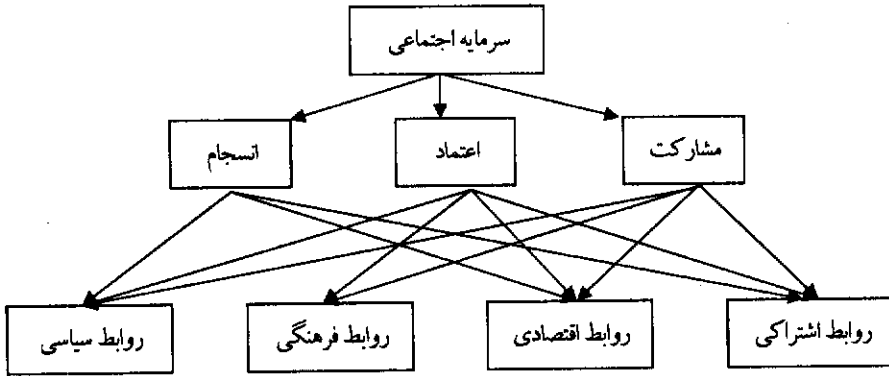 سرمایه اجتماعی
مشارکت
اعتماد
انسجام
روابط اشتراکی
روابط اقتصادی
روابط فرهنگی
روابط سیاسی